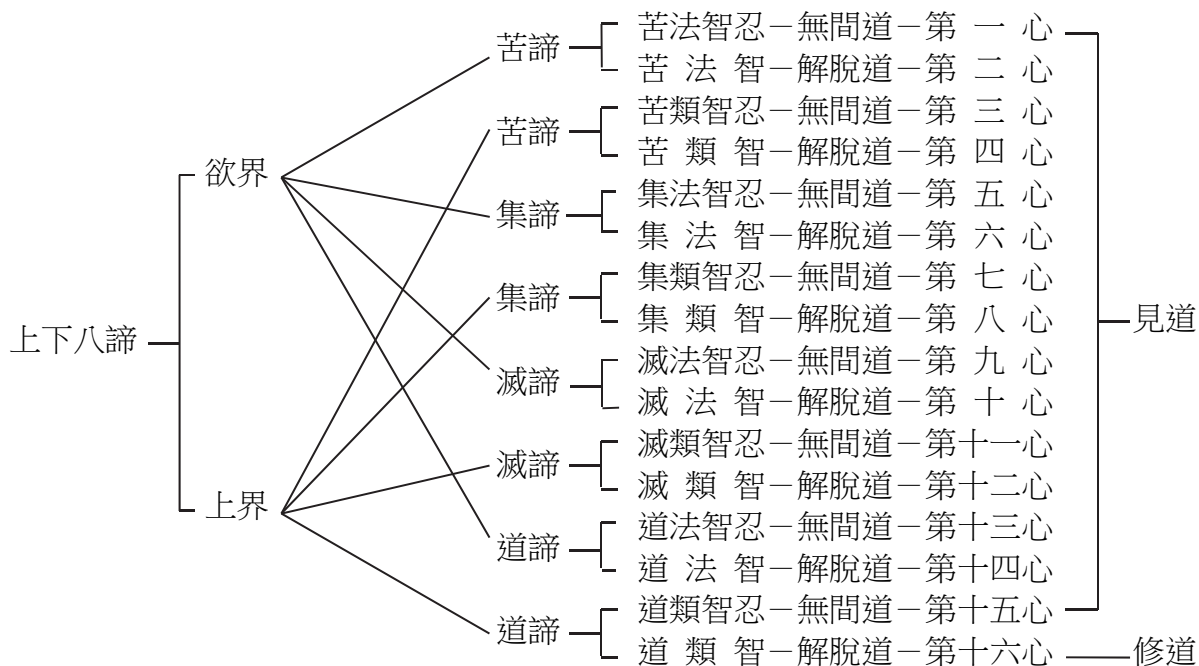 上下八諦
欲界
上界
苦諦
苦法智忍－無間道－第一心
苦法智－解脫道－第二心
苦諦
苦類智忍－無間道－第三心
苦類智－解脫道－第四心
集諦
集法智忍－無間道－第五心
集法智－解脫道－第六心
集諦
集類智忍－無間道－第七心
集類智－解脫道－第八心
滅諦
滅法智忍－無間道－第九心
滅法智－解脫道－第十心
滅諦
滅類智忍－無間道－第十一心
滅類智－解脫道－第十二心
道諦
道法智忍－無間道－第十三心
道法智－解脫道－第十四心
道諦
道類智忍－無間道－第十五心
道類智－解脫道－第十六心
見道
修道